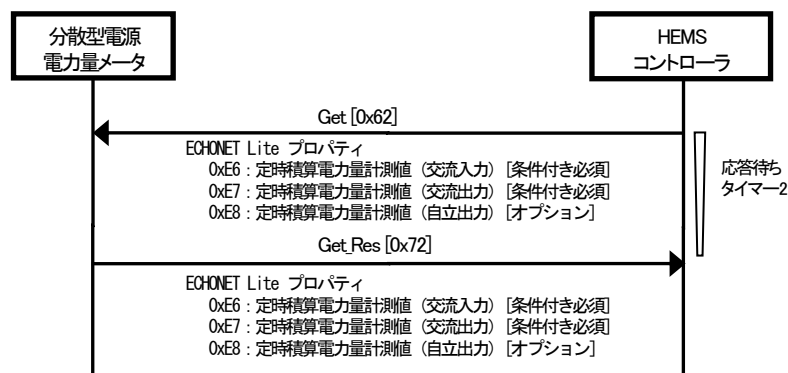 分散型電源
電力量メータ
HEMS
コントローラ
Get [0x62]
ECHONET Lite プロパティ
0xE6：定時積算電力量計測値（交流入力）[条件付き必須]
0xE7：定時積算電力量計測値（交流出力）[条件付き必須]
0xE8：定時積算電力量計測値（自立出力）[オプション]
応答待ち
タイマー2
Get_Res [0x72]
ECHONET Lite プロパティ
0xE6：定時積算電力量計測値（交流入力）[条件付き必須]
0xE7：定時積算電力量計測値（交流出力）[条件付き必須]
0xE8：定時積算電力量計測値（自立出力）[オプション]